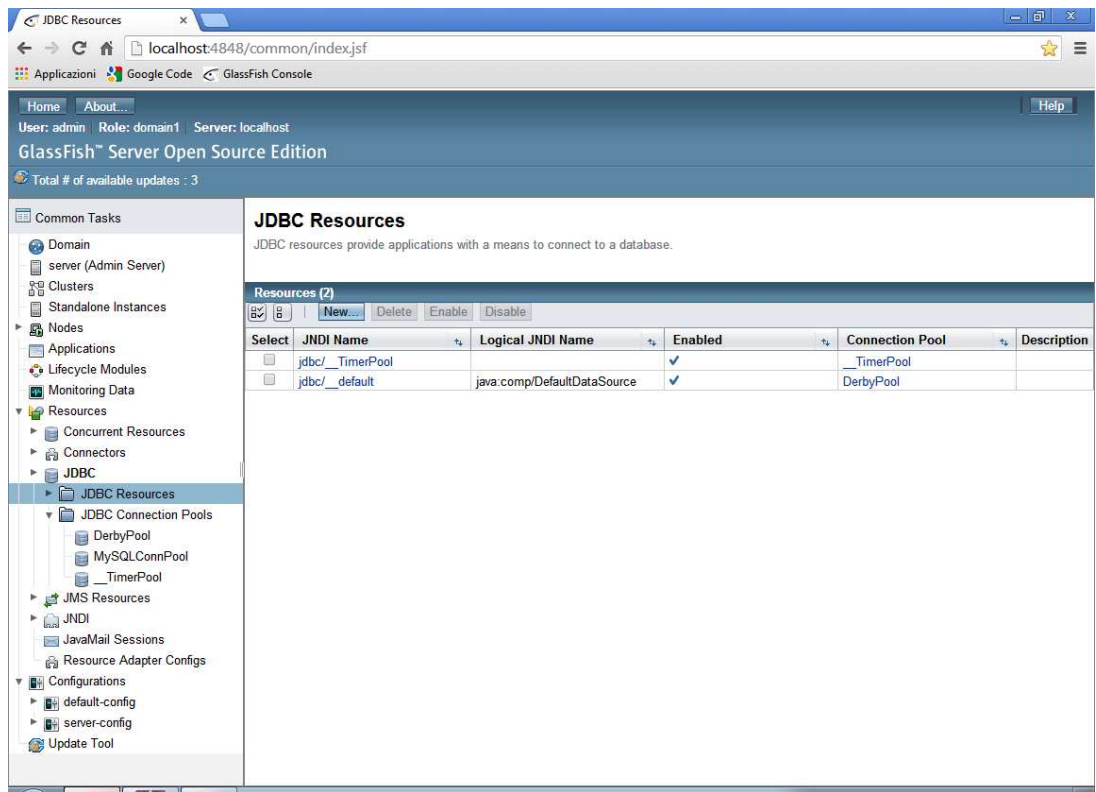 JDBC Resources
localhost:4848/common/index.jsf
Applicazioni Google Code GlassFish Console
Home About... Help
User: admin Role: domain1 Server: localhost
GlassFish™ Server Open Source Edition
Total # of available updates : 3
Common Tasks
Domain
server (Admin Server)
Clusters
Standalone Instances
Nodes
Applications
Lifecycle Modules
Monitoring Data
Resources
Concurrent Resources
Connectors
JDBC
JDBC Resources
JDBC Connection Pools
DerbyPool
MySQLConnPool
__TimerPool
JMS Resources
JNDI
JavaMail Sessions
Resource Adapter Configs
Configurations
default-config
server-config
Update Tool
JDBC Resources
JDBC resources provide applications with a means to connect to a database.
Resources (2)
New... Delete Enable Disable
Select JNDI Name Logical JNDI Name Enabled Connection Pool Description
jdbc/__TimerPool __TimerPool
jdbc/__default java:comp/DefaultDataSource DerbyPool